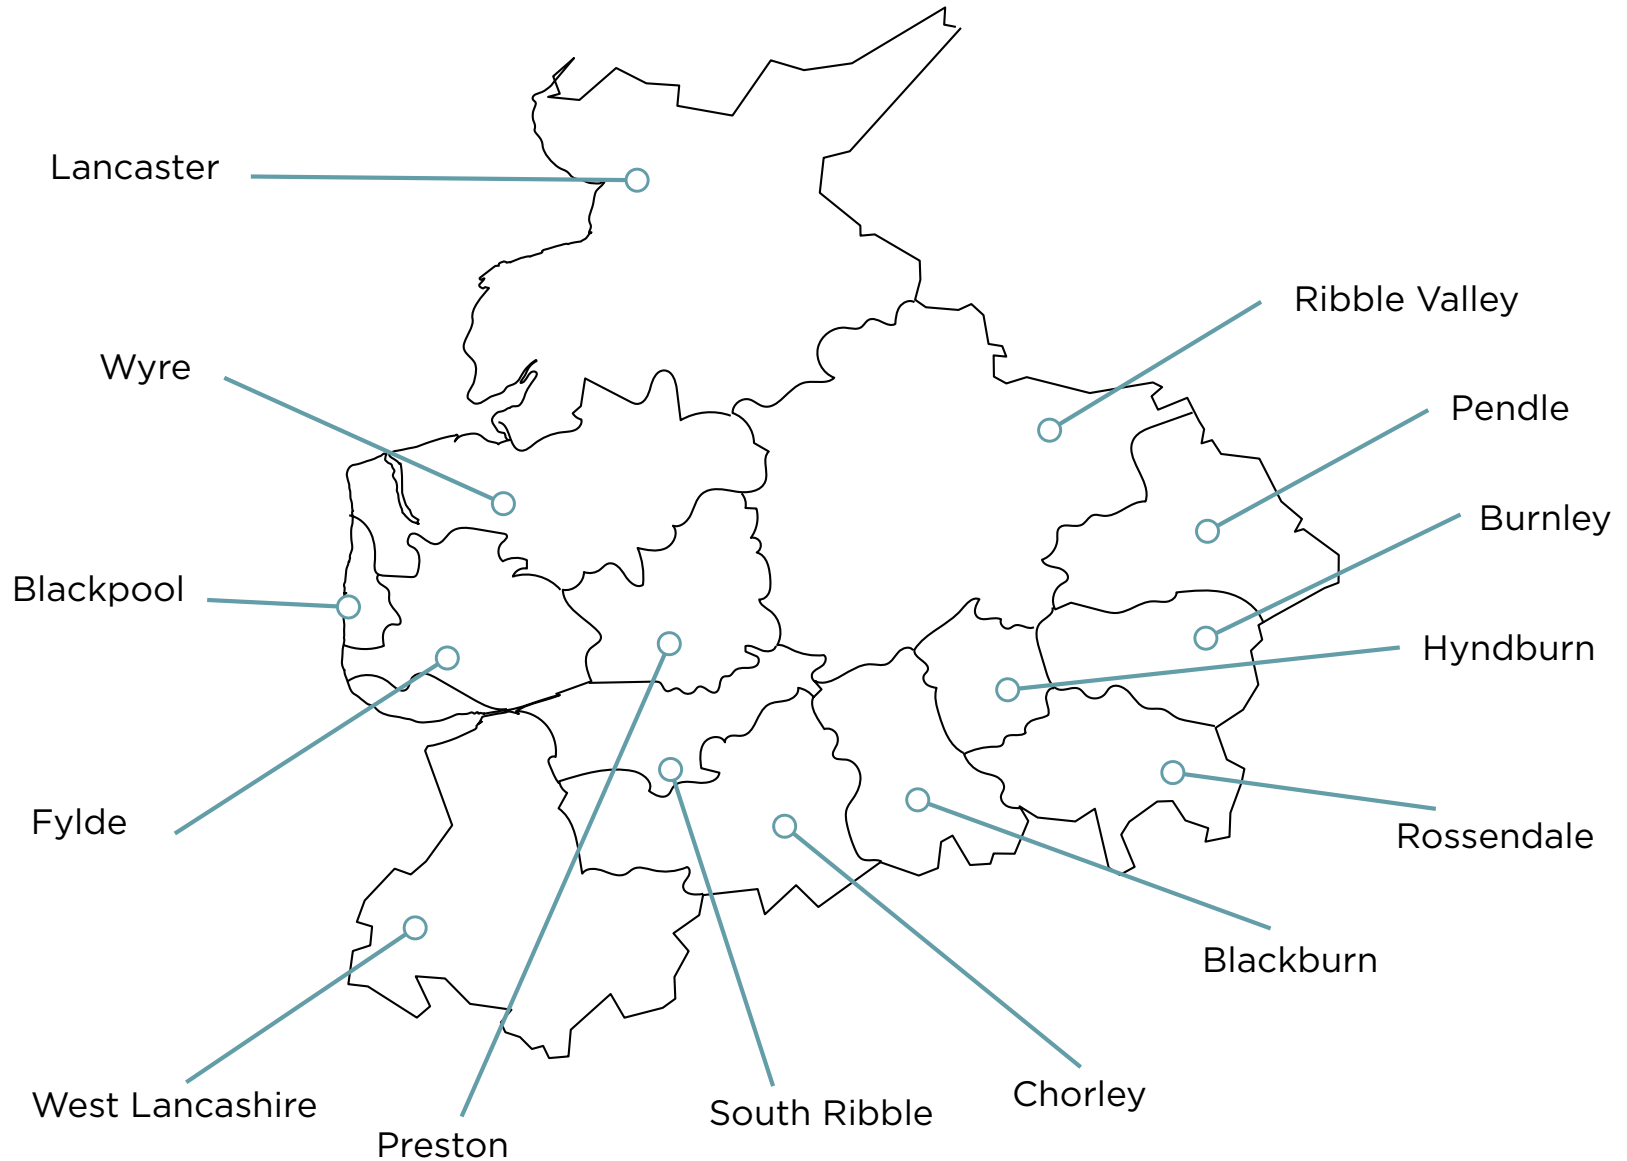 Lancaster
Ribble Valley
Wyre
Pendle
Burnley
Blackpool
Hyndburn
Fylde
Rossendale
Blackburn
Chorley
West Lancashire
South Ribble
Preston